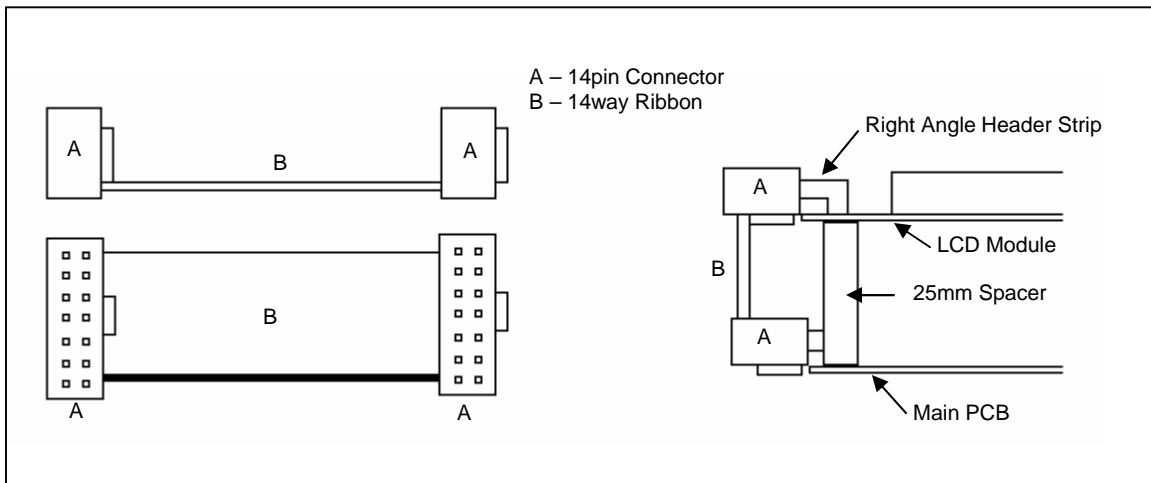 A – 14pin Connector
B – 14way Ribbon
A
A
B
B
A
A
Right Angle Header Strip
A
LCD Module
B
25mm Spacer
A
Main PCB